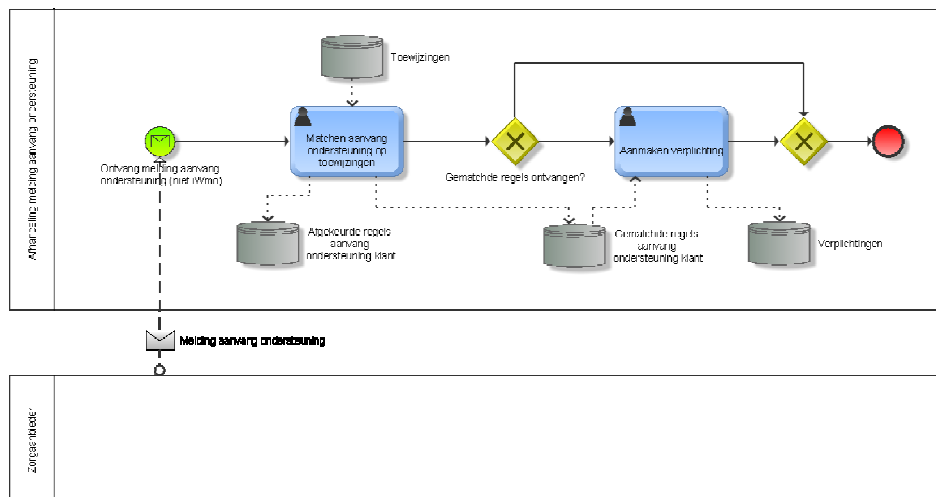 Afhandeling melding aanvang ondersteuning
Toewijzingen
Matchen aanvang
ondersteuning op
toewijzingen
Aanmaken verplichting
Ontvang melding aanvang
ondersteuning (niet iWmo)
Gematchde regels ontvangen?
Afgekeurde regels
aanvang
ondersteuning klant
Gematchde regels
aanvang
ondersteuning klant
Verplichtingen
Melding aanvang ondersteuning
Zorgaanbieder